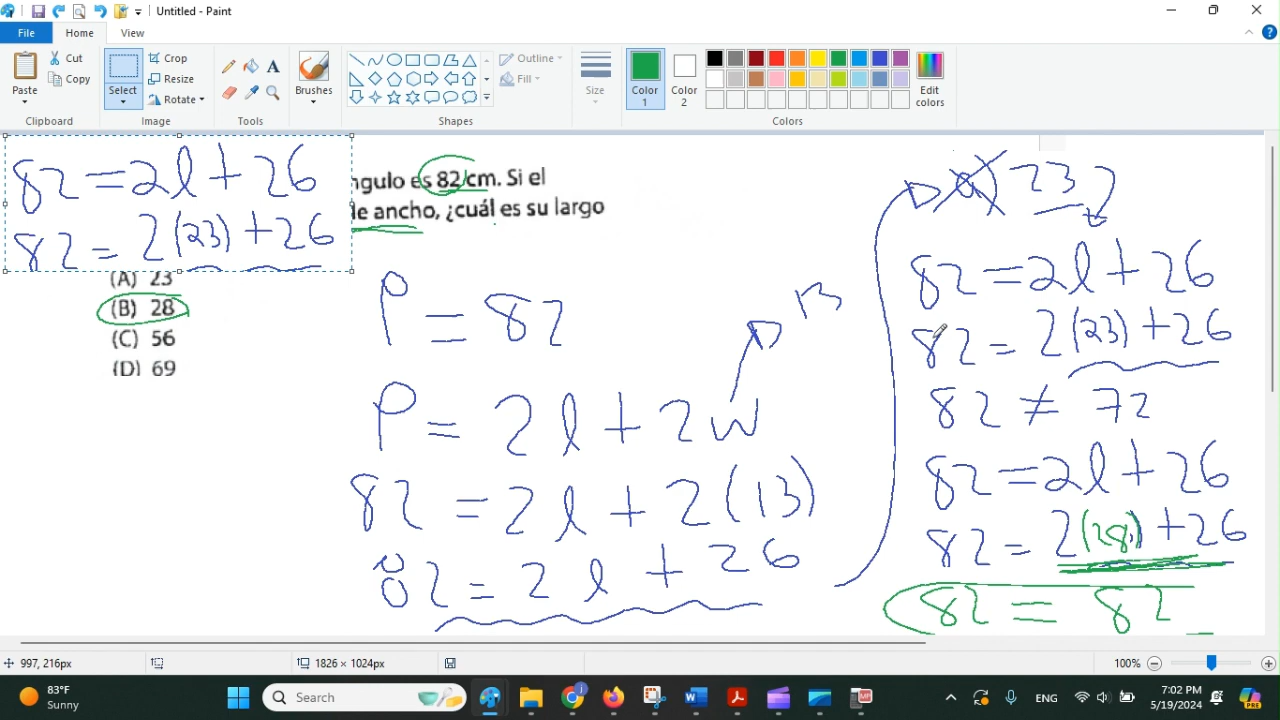 Untitled - Paint
File Home View
Paste
Cut
Copy
Clipboard
Select
Crop
Resize
Rotate
Image
A
Tools
Brushes
Outline
Fill
Shapes
Size
Color 1
Color 2
Edit colors
Colors
82 = 2l + 26
82 = 2(23) + 26
ngulo es 82 cm. Si el
de ancho, ¿cuál es su largo
(A) 23
(B) 28
(C) 56
(D) 69
P = 82
13
P = 2l + 2w
82 = 2l + 2(13)
82 = 2l + 26
a) 23
82 = 2l + 26
82 = 2(23) + 26
82 ≠ 72
82 = 2l + 26
82 = 2(28) + 26
82 = 82
997, 216px
1826 × 1024px
100%
83°F
Sunny
Search
ENG
7:02 PM
5/19/2024